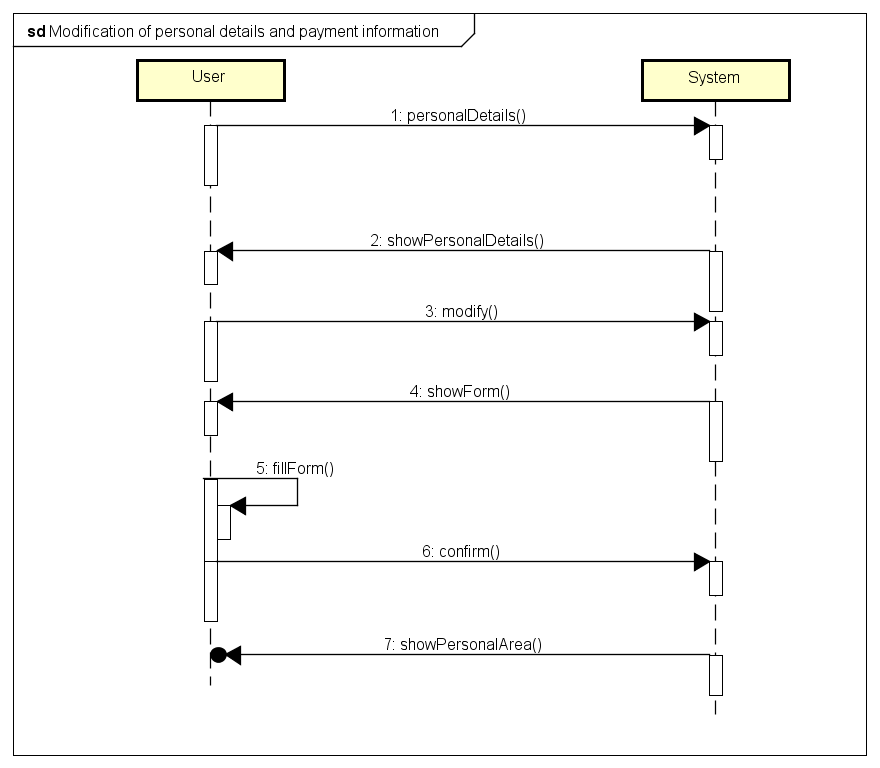 sd Modification of personal details and payment information
User
System
1: personalDetails()
2: showPersonalDetails()
3: modify()
4: showForm()
5: fillForm()
6: confirm()
7: showPersonalArea()